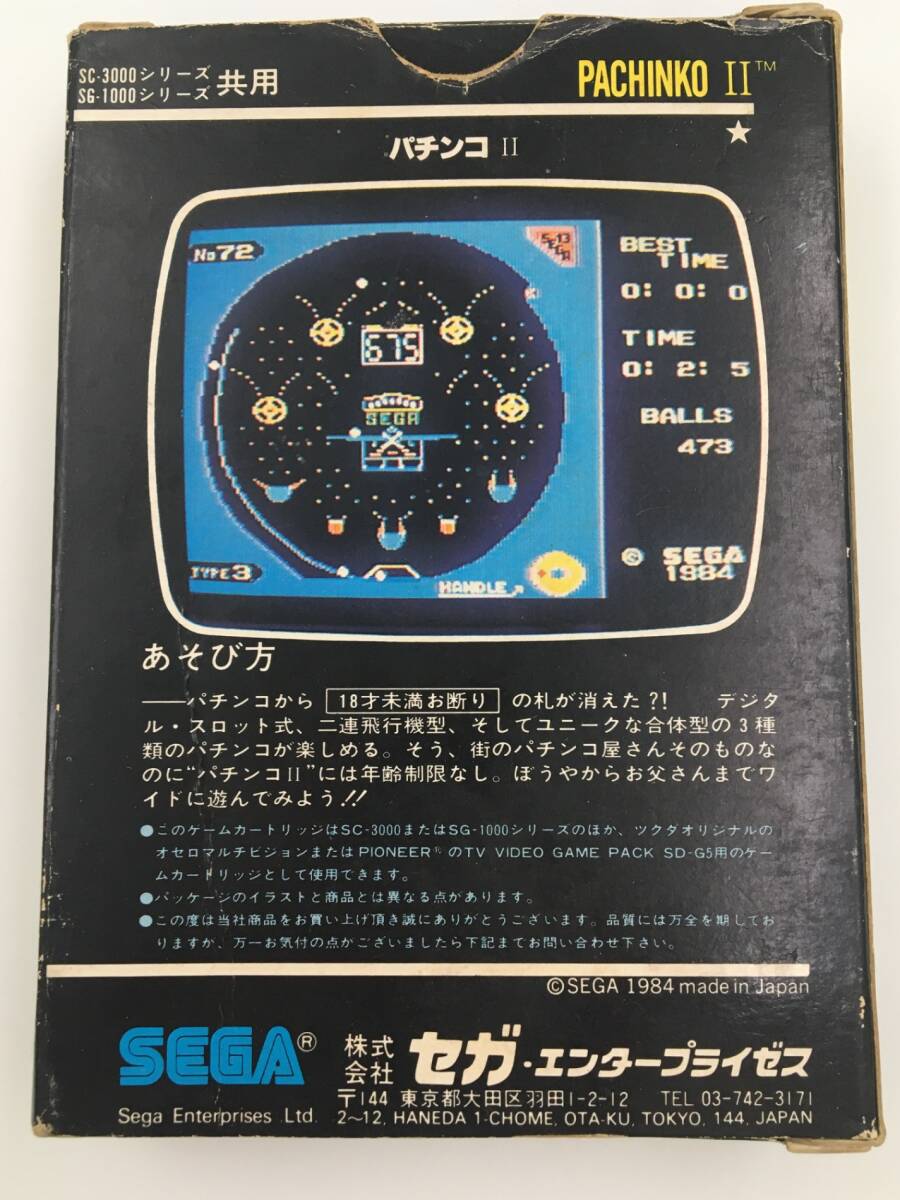 SC-3000シリーズ
SG-1000シリーズ 共用
PACHINKO II™
★
パチンコ II
No 72
S-13
SEGA
BEST
TIME
0: 0: 0
675
TIME
0: 2: 5
SEGA
BALLS
473
© SEGA
1984
TYPE 3
HANDLE
あそび方
――パチンコから 18才未満お断り の札が消えた?! デジタ
ル・スロット式、二連飛行機型、そしてユニークな合体型の3種
類のパチンコが楽しめる。そう、街のパチンコ屋さんそのものな
のに“パチンコII”には年齢制限なし。ぼうやからお父さんまでワ
イドに遊んでみよう!!
●このゲームカートリッジはSC-3000またはSG-1000シリーズのほか、ツクダオリジナルの
オセロマルチビジョンまたはPIONEER®のTV VIDEO GAME PACK SD-G5用のゲー
ムカートリッジとして使用できます。
●パッケージのイラストと商品とは異なる点があります。
●この度は当社商品をお買い上げ頂き誠にありがとうございます。品質には万全を期してお
りますが、万一お気付の点がございましたら下記までお問い合わせ下さい。
©SEGA 1984 made in Japan
SEGA® 株式会社 セガ・エンタープライゼス
〒144 東京都大田区羽田1-2-12 TEL 03-742-3171
Sega Enterprises Ltd. 2~12, HANEDA 1-CHOME, OTA-KU, TOKYO, 144, JAPAN